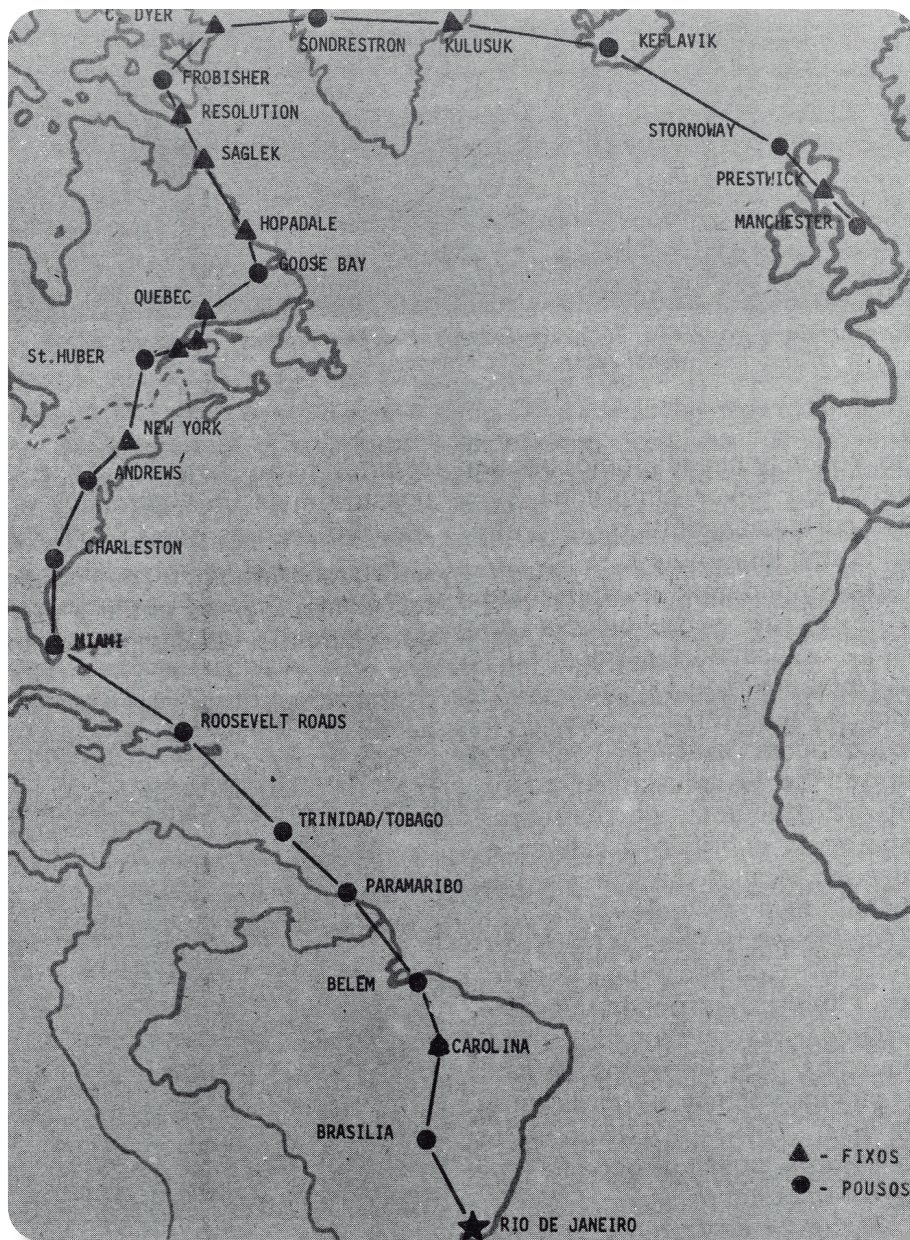 C. DYER
SONDRESTRON
KULUSUK
KEFLAVIK
FROBISHER
RESOLUTION
SAGLEK
STORNOWAY
PRESTWICK
MANCHESTER
HOPADALE
GOOSE BAY
QUEBEC
St.HUBER
NEW YORK
ANDREWS
CHARLESTON
MIAMI
ROOSEVELT ROADS
TRINIDAD/TOBAGO
PARAMARIBO
BELEM
CAROLINA
BRASILIA
- FIXOS
- POUSOS
RIO DE JANEIRO